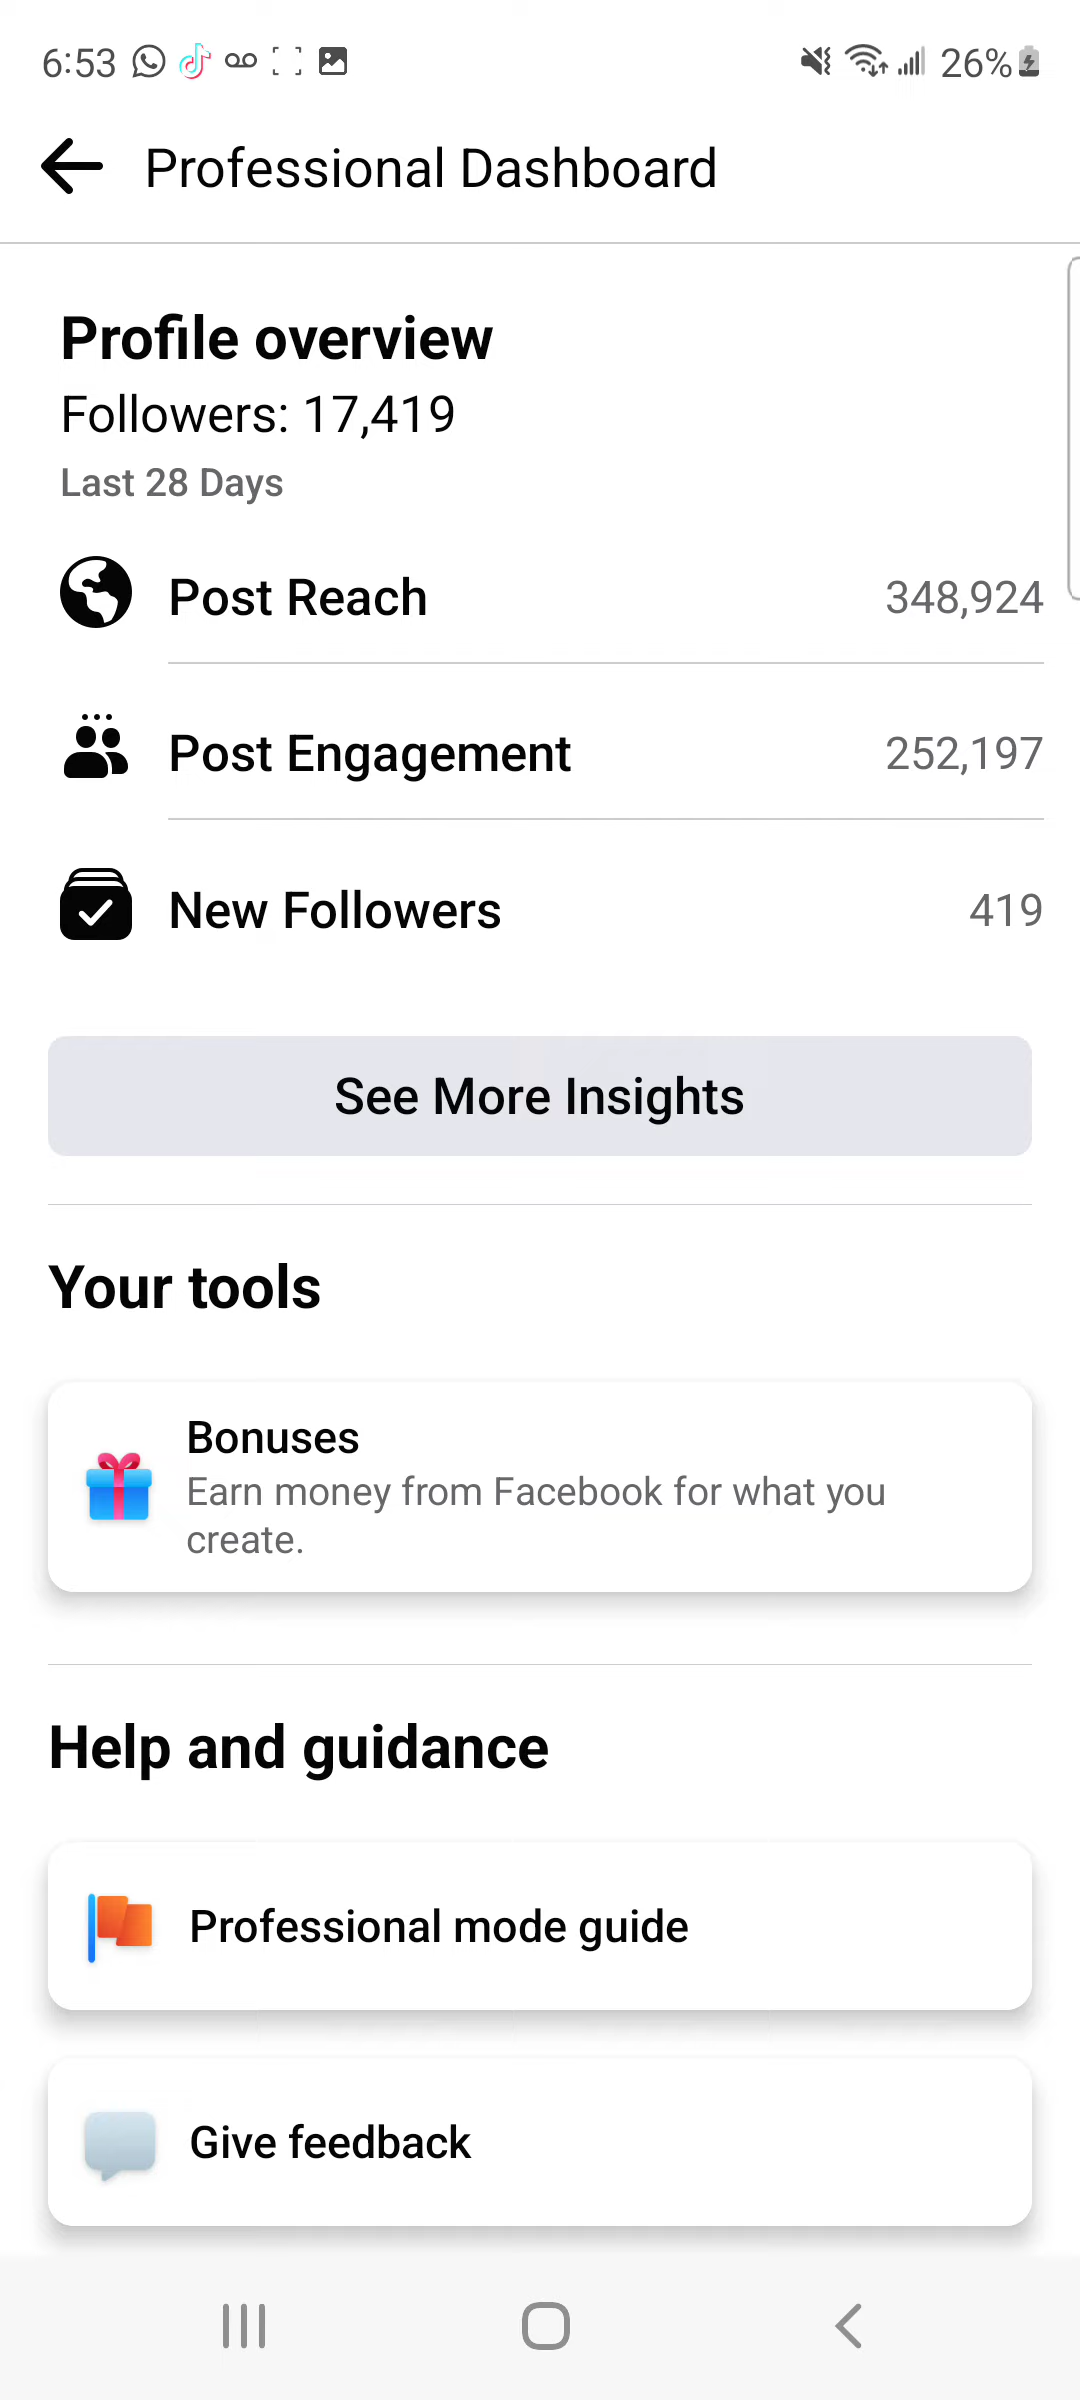 6:53
26%
Professional Dashboard
Profile overview
Followers: 17,419
Last 28 Days
Post Reach 348,924
Post Engagement 252,197
New Followers 419
See More Insights
Your tools
Bonuses
Earn money from Facebook for what you
create.
Help and guidance
Professional mode guide
Give feedback